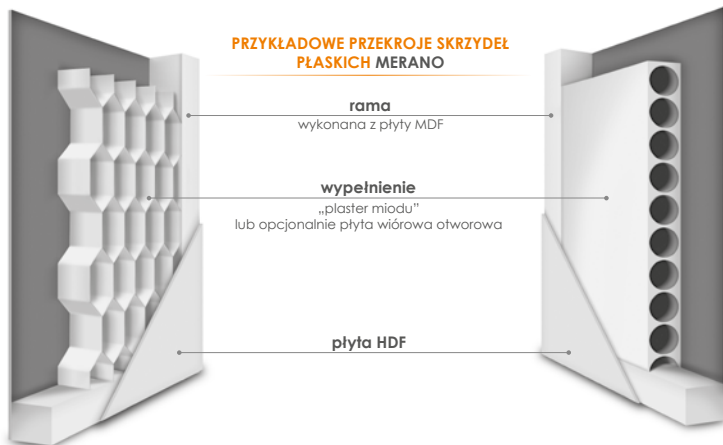 PRZYKŁADOWE PRZEKROJE SKRZYDEŁ
PŁASKICH MERANO
rama
wykonana z płyty MDF
wypełnienie
„plaster miodu”
lub opcjonalnie płyta wiórowa otworowa
płyta HDF